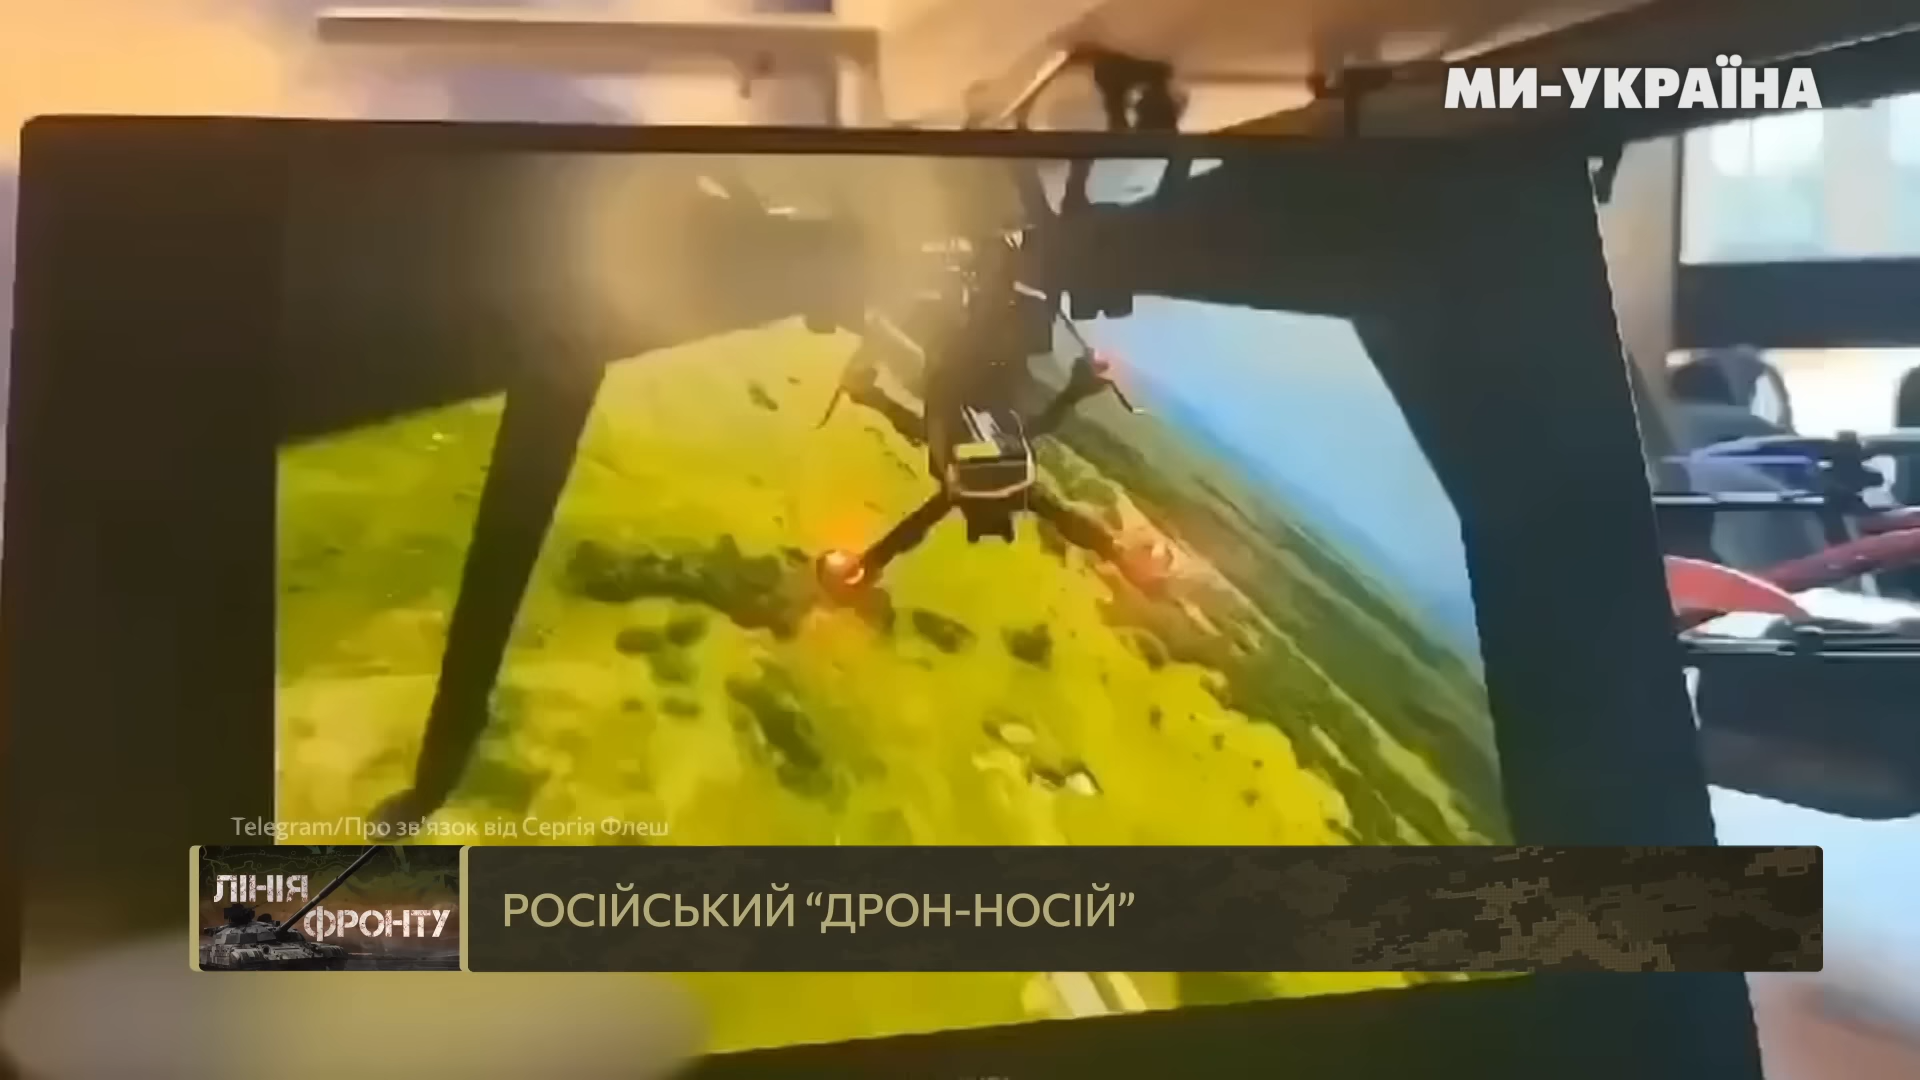 МИ-УКРАЇНА
Telegram/Про зв'язок від Сергія Флеш
ЛІНІЯ
ФРОНТУ
РОСІЙСЬКИЙ “ДРОН-НОСІЙ”